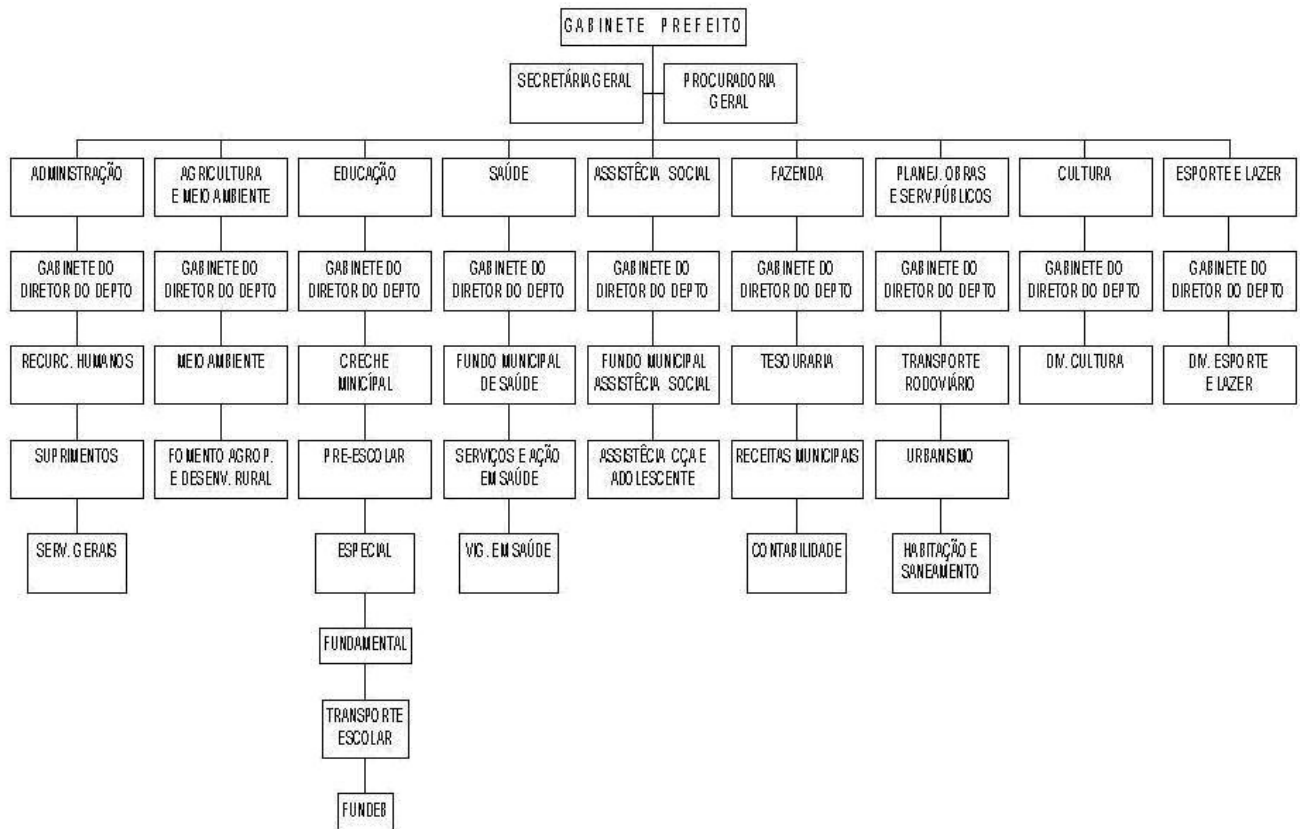 GABINETE PREFEITO
SECRETÁRIA GERAL
PROCURADORIA
GERAL
ADMINISTRAÇÃO
AGRICULTURA
E MEIO AMBIENTE
EDUCAÇÃO
SAÚDE
ASSISTÊCIA SOCIAL
FAZENDA
PLANEJ. OBRAS
E SERV.PÚBLICOS
CULTURA
ESPORTE E LAZER
GABINETE DO
DIRETOR DO DEPTO
GABINETE DO
DIRETOR DO DEPTO
GABINETE DO
DIRETOR DO DEPTO
GABINETE DO
DIRETOR DO DEPTO
GABINETE DO
DIRETOR DO DEPTO
GABINETE DO
DIRETOR DO DEPTO
GABINETE DO
DIRETOR DO DEPTO
GABINETE DO
DIRETOR DO DEPTO
GABINETE DO
DIRETOR DO DEPTO
RECURC. HUMANOS
MEIO AMBIENTE
CRECHE
MINICÍPAL
FUNDO MUNICIPAL
DE SAÚDE
FUNDO MUNICIPAL
ASSISTÊCIA SOCIAL
TESOURARIA
TRANSPORTE
RODOVIÁRIO
DIV. CULTURA
DIV. ESPORTE
E LAZER
SUPRIMENTOS
FOMENTO AGROP.
E DESENV. RURAL
PRE-ESCOLAR
SERVIÇOS E AÇÃO
EM SAÚDE
ASSISTÊCIA CÇA E
ADOLESCENTE
RECEITAS MUNICIPAIS
URBANISMO
SERV. GERAIS
ESPECIAL
VIG. EM SAÚDE
CONTABILIDADE
HABITAÇÃO E
SANEAMENTO
FUNDAMENTAL
TRANSPORTE
ESCOLAR
FUNDEB